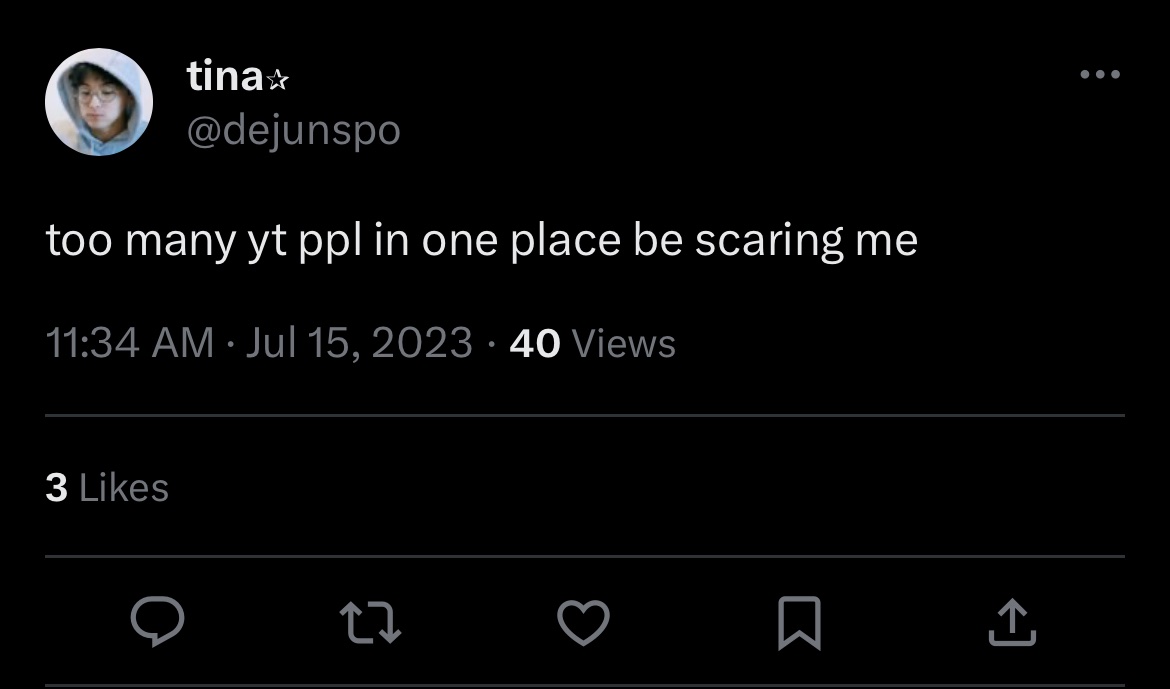 tina☆
@dejunspo
too many yt ppl in one place be scaring me
11:34 AM · Jul 15, 2023 · 40 Views
3 Likes